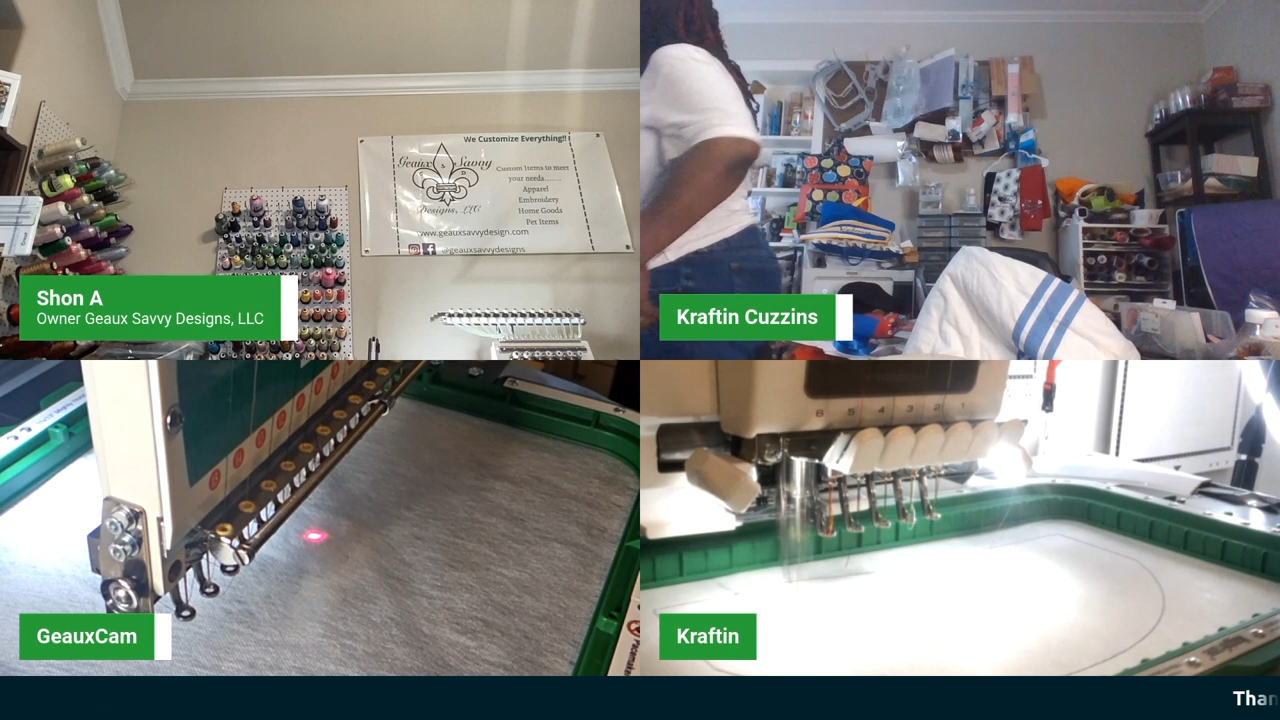 We Customize Everything!!
Geaux Savvy
Designs, LLC
Custom Items to meet
your needs........
Apparel
Embroidery
Home Goods
Pet Items
www.geauxsavvydesign.com
@geauxsavvydesigns
Shon A
Owner Geaux Savvy Designs, LLC
Kraftin Cuzzins
6 5 4 3 2 1
GeauxCam
Kraftin
Than